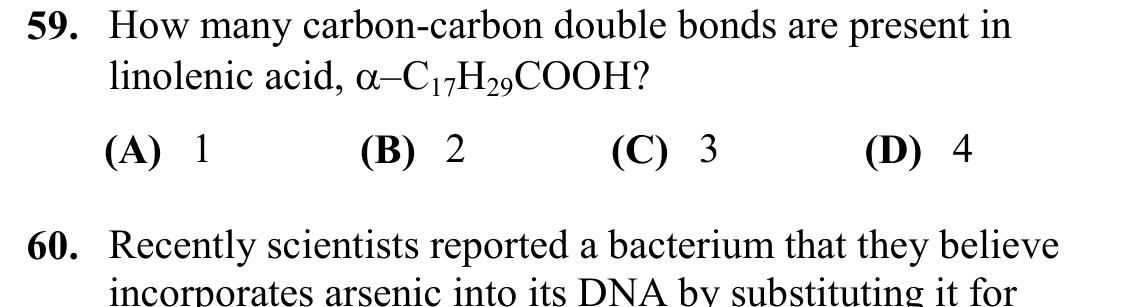 59. How many carbon-carbon double bonds are present in
linolenic acid, α–C₁₇H₂₉COOH?
(A) 1 (B) 2 (C) 3 (D) 4
60. Recently scientists reported a bacterium that they believe
incorporates arsenic into its DNA by substituting it for